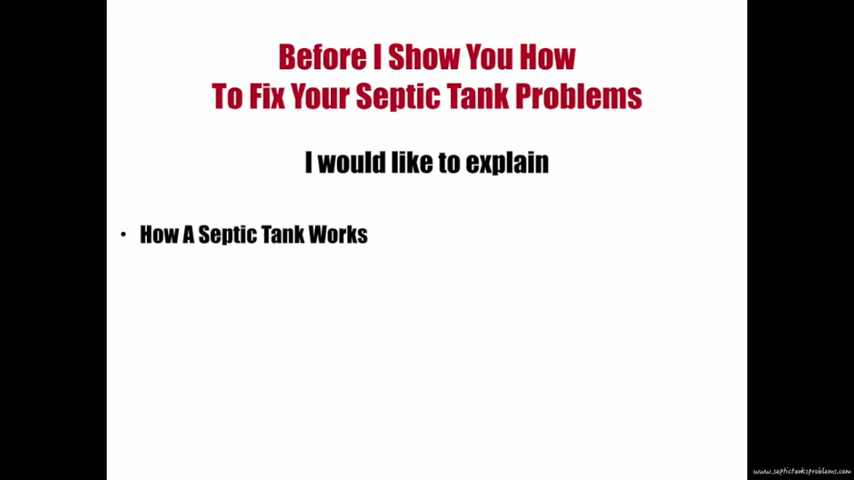 Before I Show You How
To Fix Your Septic Tank Problems
I would like to explain
• How A Septic Tank Works
www.septictanksproblems.com